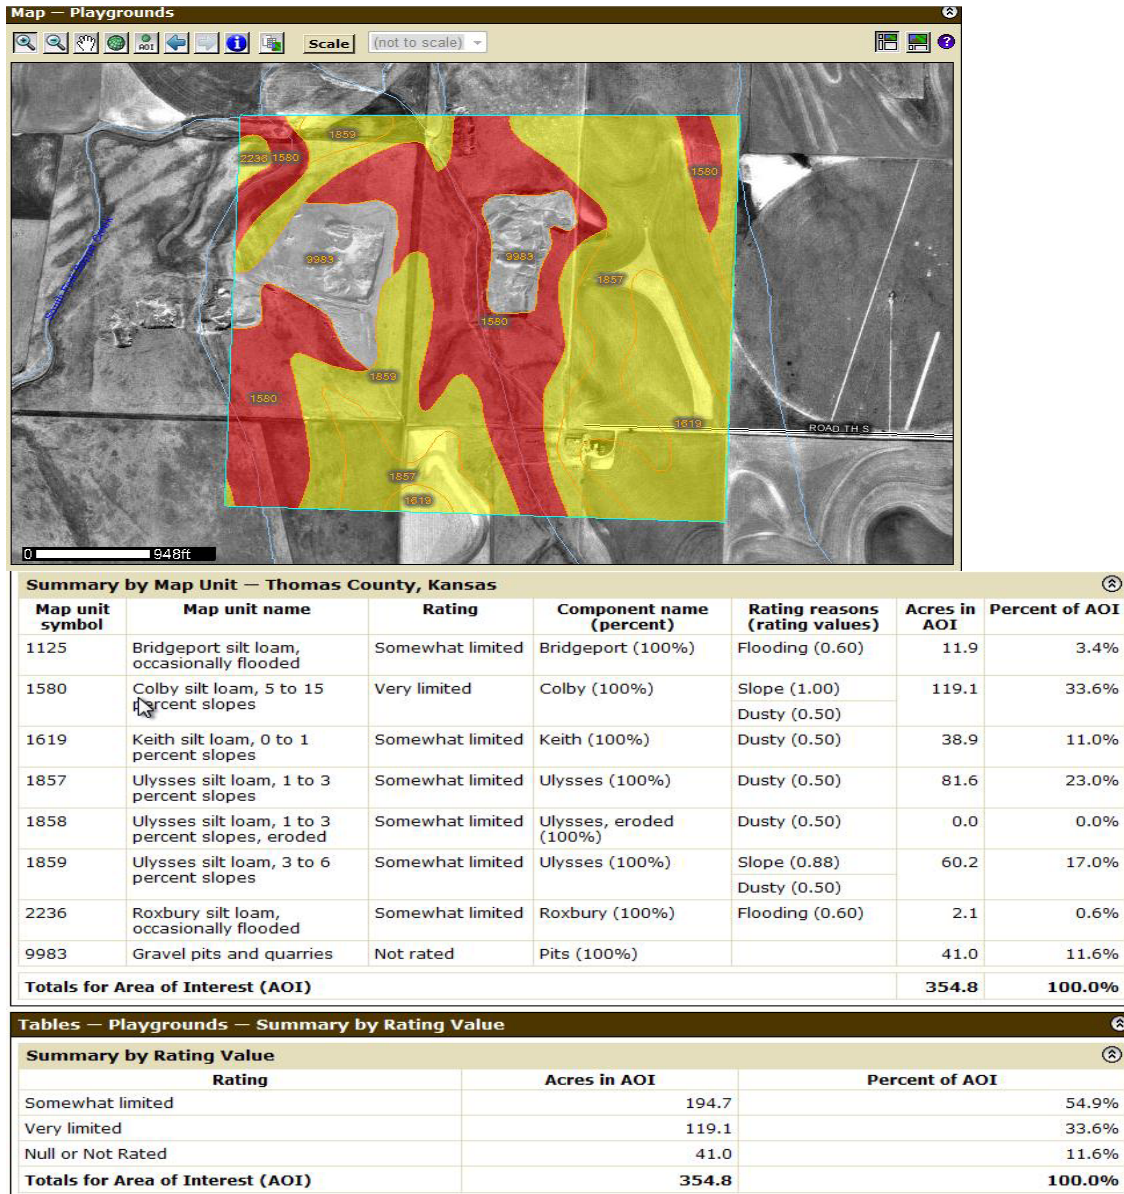 Map — Playgrounds
AOI Scale (not to scale)
1859
2236 1580
1580
9983
9983
1857
1580
1859
1580
1619
ROAD TH S
1857
1619
0 948ft
Summary by Map Unit — Thomas County, Kansas
Map unit symbol Map unit name Rating Component name (percent) Rating reasons (rating values) Acres in AOI Percent of AOI
1125 Bridgeport silt loam, occasionally flooded Somewhat limited Bridgeport (100%) Flooding (0.60) 11.9 3.4%
1580 Colby silt loam, 5 to 15 percent slopes Very limited Colby (100%) Slope (1.00) 119.1 33.6%
Dusty (0.50)
1619 Keith silt loam, 0 to 1 percent slopes Somewhat limited Keith (100%) Dusty (0.50) 38.9 11.0%
1857 Ulysses silt loam, 1 to 3 percent slopes Somewhat limited Ulysses (100%) Dusty (0.50) 81.6 23.0%
1858 Ulysses silt loam, 1 to 3 percent slopes, eroded Somewhat limited Ulysses, eroded (100%) Dusty (0.50) 0.0 0.0%
1859 Ulysses silt loam, 3 to 6 percent slopes Somewhat limited Ulysses (100%) Slope (0.88) 60.2 17.0%
Dusty (0.50)
2236 Roxbury silt loam, occasionally flooded Somewhat limited Roxbury (100%) Flooding (0.60) 2.1 0.6%
9983 Gravel pits and quarries Not rated Pits (100%) 41.0 11.6%
Totals for Area of Interest (AOI) 354.8 100.0%
Tables — Playgrounds — Summary by Rating Value
Summary by Rating Value
Rating Acres in AOI Percent of AOI
Somewhat limited 194.7 54.9%
Very limited 119.1 33.6%
Null or Not Rated 41.0 11.6%
Totals for Area of Interest (AOI) 354.8 100.0%